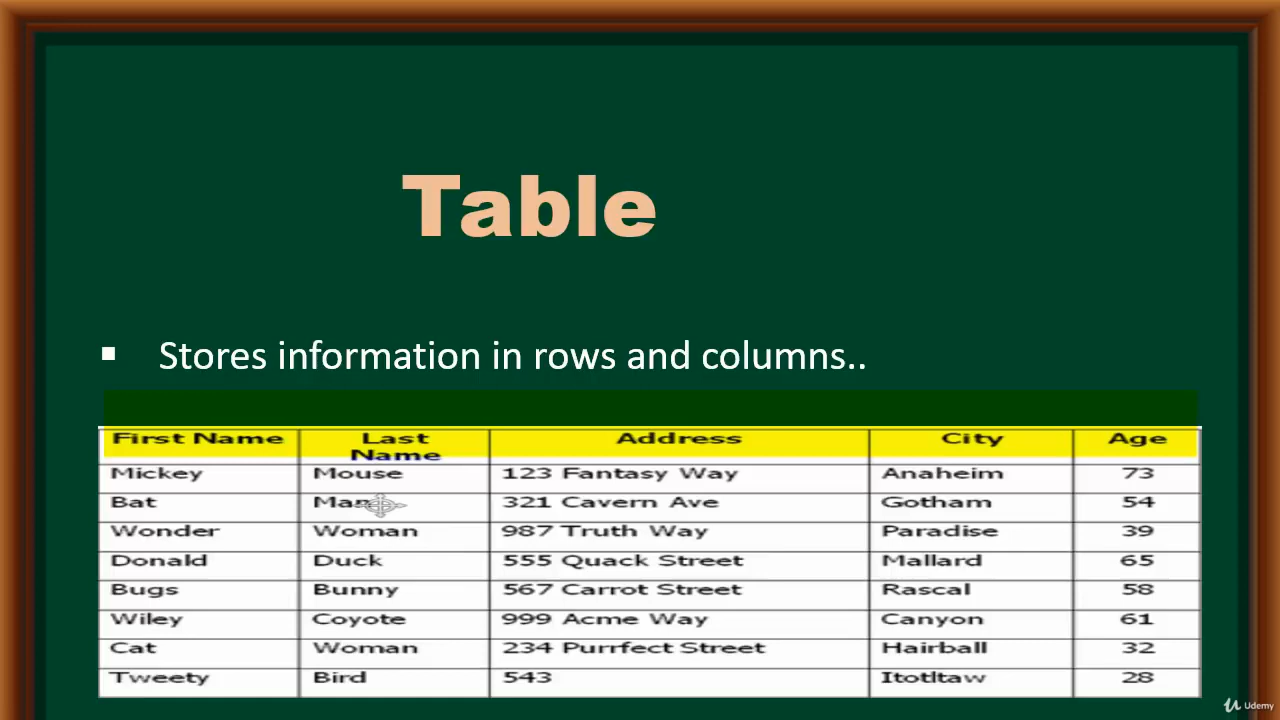 Table
▪ Stores information in rows and columns..
First Name Last Name Address City Age
Mickey Mouse 123 Fantasy Way Anaheim 73
Bat Man 321 Cavern Ave Gotham 54
Wonder Woman 987 Truth Way Paradise 39
Donald Duck 555 Quack Street Mallard 65
Bugs Bunny 567 Carrot Street Rascal 58
Wiley Coyote 999 Acme Way Canyon 61
Cat Woman 234 Purrfect Street Hairball 32
Tweety Bird 543 Itotltaw 28
Udemy